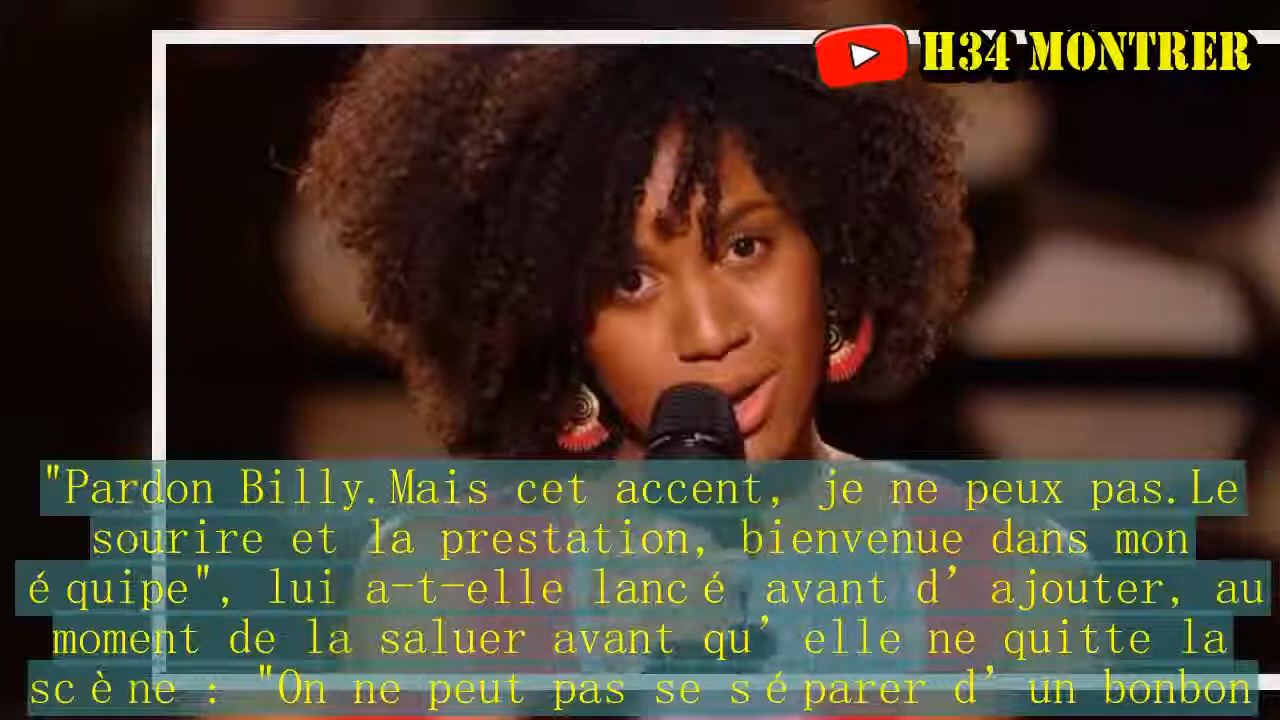 H34 MONTRER
"Pardon Billy.Mais cet accent, je ne peux pas.Le
sourire et la prestation, bienvenue dans mon
équipe", lui a-t-elle lancé avant d’ajouter, au
moment de la saluer avant qu’elle ne quitte la
scène : "On ne peut pas se séparer d’un bonbon